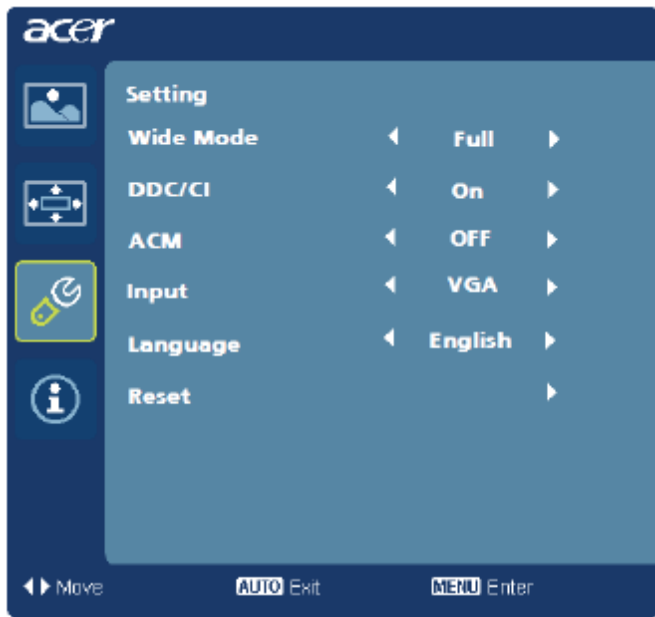 acer
Setting
Wide Mode Full
DDC/CI On
ACM OFF
Input VGA
Language English
Reset
Move AUTO Exit MENU Enter